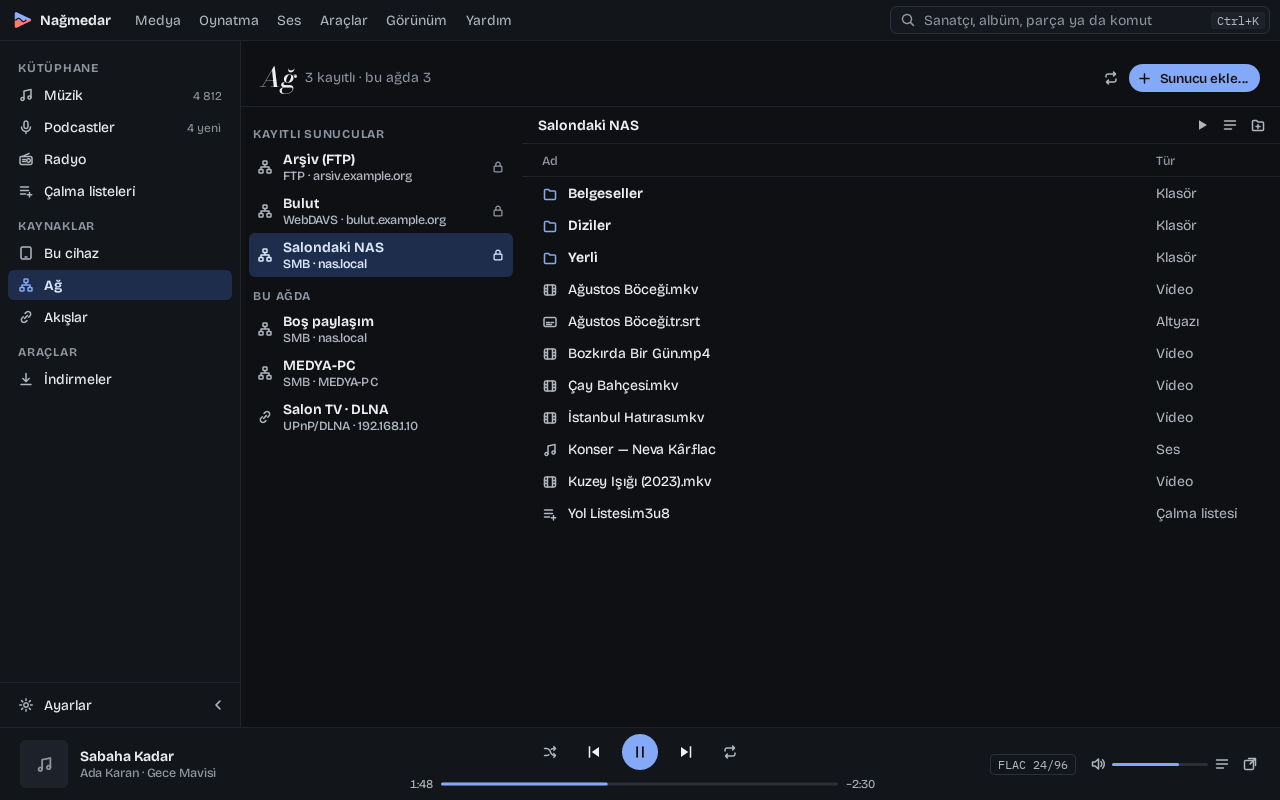 Nağmedar
Medya Oynatma Ses Araçlar Görünüm Yardım
Sanatçı, albüm, parça ya da komut
Ctrl+K
KÜTÜPHANE
Müzik 4 812
Podcastler 4 yeni
Radyo
Çalma listeleri
KAYNAKLAR
Bu cihaz
Ağ
Akışlar
ARAÇLAR
İndirmeler
Ayarlar
Ağ 3 kayıtlı · bu ağda 3
Sunucu ekle...
KAYITLI SUNUCULAR
Arşiv (FTP)
FTP · arsiv.example.org
Bulut
WebDAVS · bulut.example.org
Salondaki NAS
SMB · nas.local
BU AĞDA
Boş paylaşım
SMB · nas.local
MEDYA-PC
SMB · MEDYA-PC
Salon TV · DLNA
UPnP/DLNA · 192.168.1.10
Salondaki NAS
Ad Tür
Belgeseller Klasör
Diziler Klasör
Yerli Klasör
Ağustos Böceği.mkv Video
Ağustos Böceği.tr.srt Altyazı
Bozkırda Bir Gün.mp4 Video
Çay Bahçesi.mkv Video
İstanbul Hatırası.mkv Video
Konser — Neva Kâr.flac Ses
Kuzey Işığı (2023).mkv Video
Yol Listesi.m3u8 Çalma listesi
Sabaha Kadar
Ada Karan · Gece Mavisi
1:48
−2:30
FLAC 24/96